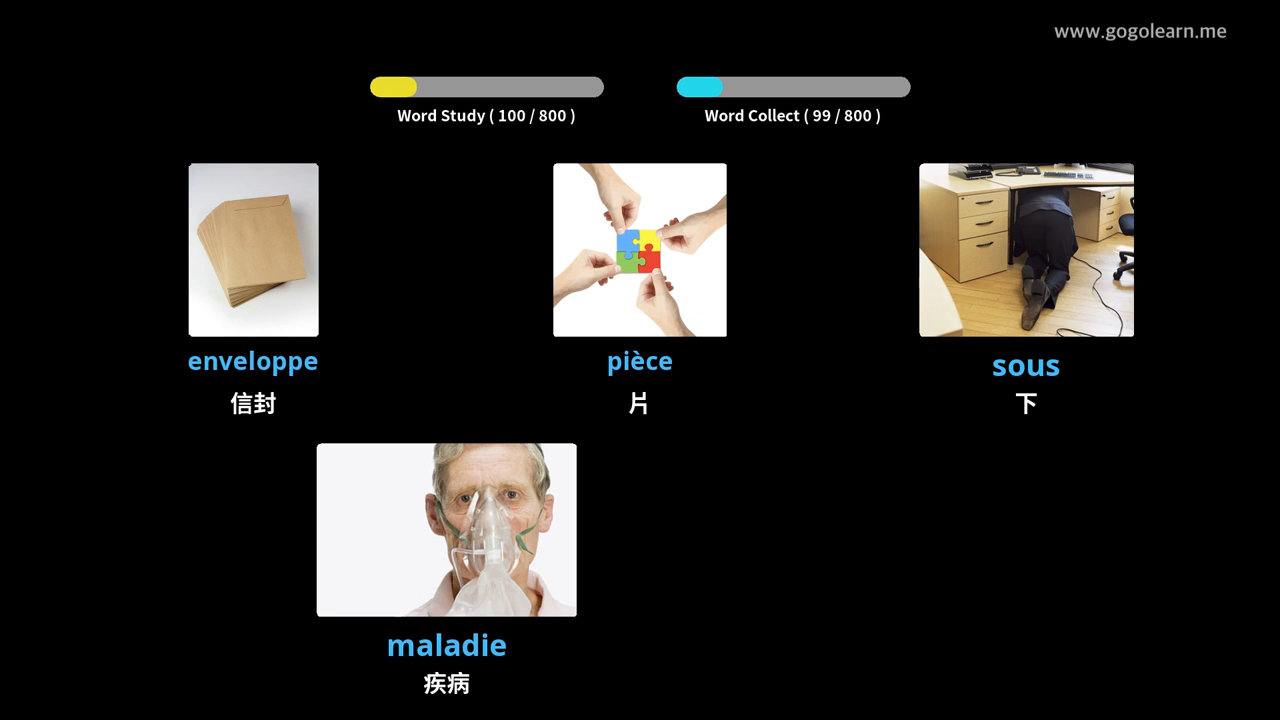 www.gogolearn.me
Word Study ( 100 / 800 )
Word Collect ( 99 / 800 )
enveloppe
信封
pièce
片
sous
下
maladie
疾病